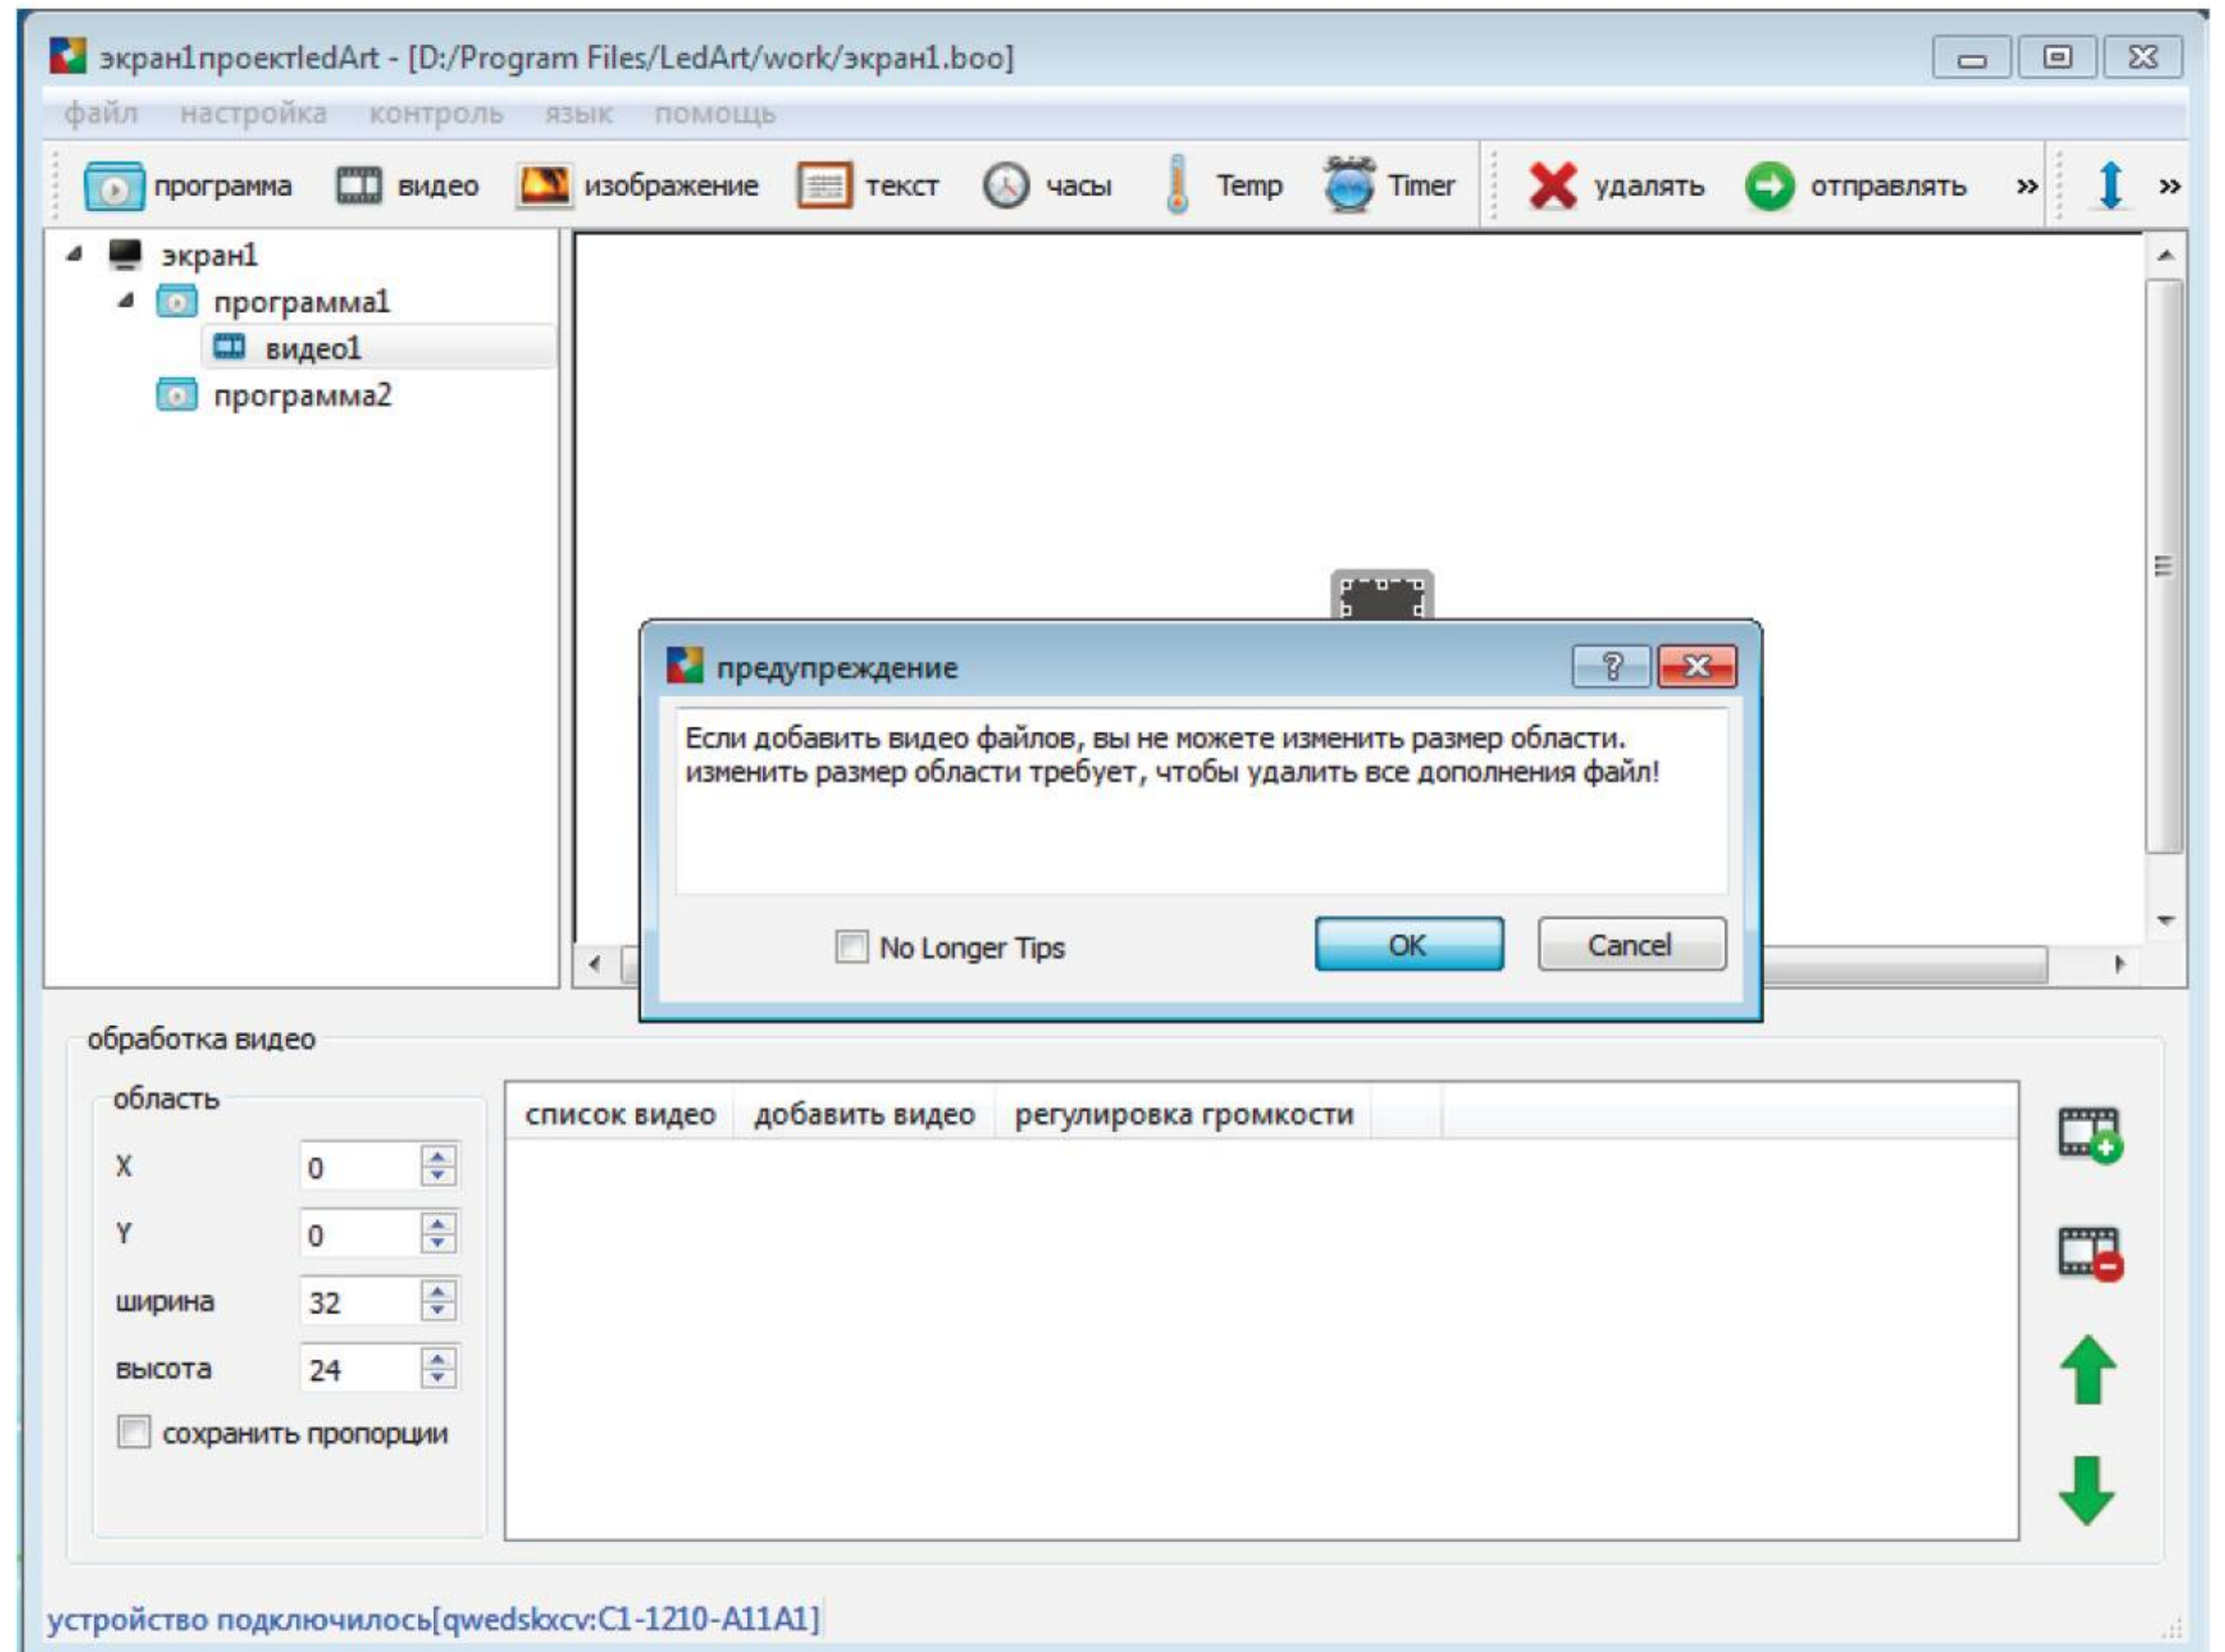 экран1проектledArt - [D:/Program Files/LedArt/work/экран1.boo]
файл настройка контроль язык помощь
программа видео изображение текст часы Temp Timer удалять отправлять » »
экран1
программа1
видео1
программа2
предупреждение
Если добавить видео файлов, вы не можете изменить размер области.
изменить размер области требует, чтобы удалить все дополнения файл!
No Longer Tips OK Cancel
обработка видео
область
список видео добавить видео регулировка громкости
X 0
Y 0
ширина 32
высота 24
сохранить пропорции
устройство подключилось[qwedskxcv:C1-1210-A11A1]